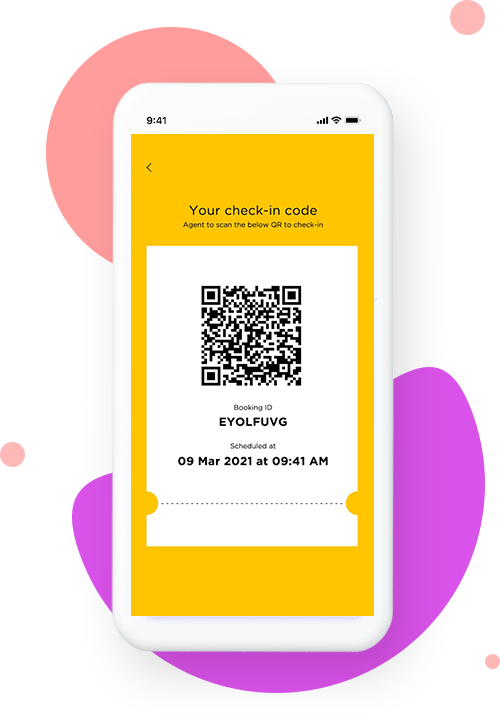 9:41
Your check-in code
Agent to scan the below QR to check-in
Booking ID
EYOLFUVG
Scheduled at
09 Mar 2021 at 09:41 AM